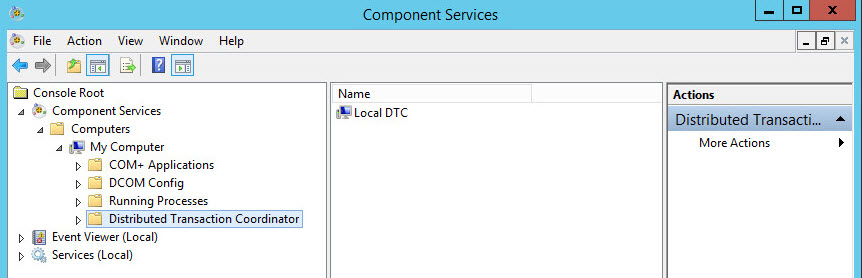 Component Services
File Action View Window Help
Console Root
Component Services
Computers
My Computer
COM+ Applications
DCOM Config
Running Processes
Distributed Transaction Coordinator
Event Viewer (Local)
Services (Local)
Name
Local DTC
Actions
Distributed Transacti...
More Actions